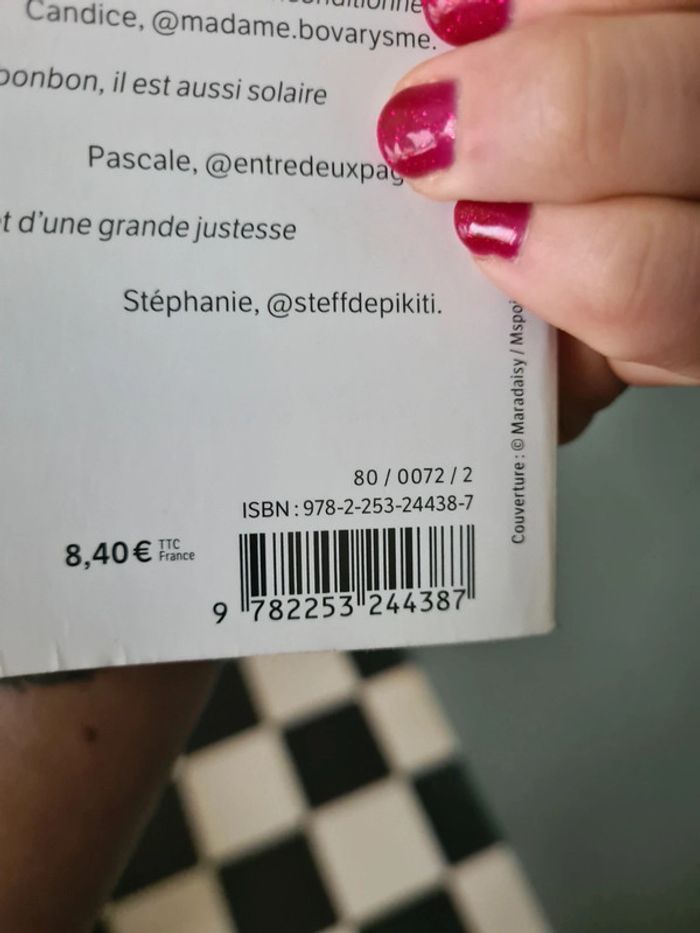 Candice, @madame.bovarysme.
bonbon, il est aussi solaire
Pascale, @entredeuxpag
t d'une grande justesse
Stéphanie, @steffdepikiti.
Couverture : © Maradaisy / Mspoi
80 / 0072 / 2
ISBN : 978-2-253-24438-7
8,40 € TTC France
9 782253 244387